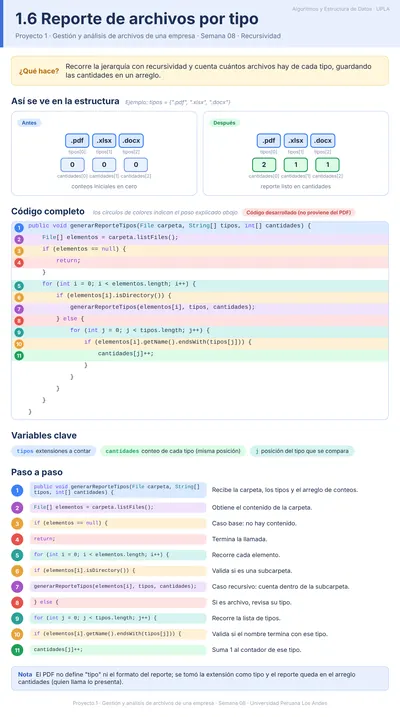 Algoritmos y Estructura de Datos · UPLA
1.6 Reporte de archivos por tipo
Proyecto 1 · Gestión y análisis de archivos de una empresa · Semana 08 · Recursividad
¿Qué hace?
Recorre la jerarquía con recursividad y cuenta cuántos archivos hay de cada tipo, guardando
las cantidades en un arreglo.
Así se ve en la estructura Ejemplo: tipos = {".pdf", ".xlsx", ".docx"}
Antes
.pdf .xlsx .docx
tipos[0] tipos[1] tipos[2]
0 0 0
cantidades[0] cantidades[1] cantidades[2]
conteos iniciales en cero
Después
.pdf .xlsx .docx
tipos[0] tipos[1] tipos[2]
2 1 1
cantidades[0] cantidades[1] cantidades[2]
reporte listo en cantidades
Código completo los círculos de colores indican el paso explicado abajo Código desarrollado (no proviene del PDF)
1 public void generarReporteTipos(File carpeta, String[] tipos, int[] cantidades) {
2 File[] elementos = carpeta.listFiles();
3 if (elementos == null) {
4 return;
}
5 for (int i = 0; i < elementos.length; i++) {
6 if (elementos[i].isDirectory()) {
7 generarReporteTipos(elementos[i], tipos, cantidades);
8 } else {
9 for (int j = 0; j < tipos.length; j++) {
10 if (elementos[i].getName().endsWith(tipos[j])) {
11 cantidades[j]++;
}
}
}
}
}
Variables clave
tipos extensiones a contar
cantidades conteo de cada tipo (misma posición)
j posición del tipo que se compara
Paso a paso
1 public void generarReporteTipos(File carpeta, String[]
tipos, int[] cantidades) {
Recibe la carpeta, los tipos y el arreglo de conteos.
2 File[] elementos = carpeta.listFiles(); Obtiene el contenido de la carpeta.
3 if (elementos == null) { Caso base: no hay contenido.
4 return; Termina la llamada.
5 for (int i = 0; i < elementos.length; i++) { Recorre cada elemento.
6 if (elementos[i].isDirectory()) { Valida si es una subcarpeta.
7 generarReporteTipos(elementos[i], tipos, cantidades); Caso recursivo: cuenta dentro de la subcarpeta.
8 } else { Si es archivo, revisa su tipo.
9 for (int j = 0; j < tipos.length; j++) { Recorre la lista de tipos.
10 if (elementos[i].getName().endsWith(tipos[j])) { Valida si el nombre termina con ese tipo.
11 cantidades[j]++; Suma 1 al contador de ese tipo.
Nota El PDF no define "tipo" ni el formato del reporte; se tomó la extensión como tipo y el reporte queda en el arreglo
cantidades (quien llama lo presenta).
Proyecto 1 · Gestión y análisis de archivos de una empresa · Semana 08 · Universidad Peruana Los Andes